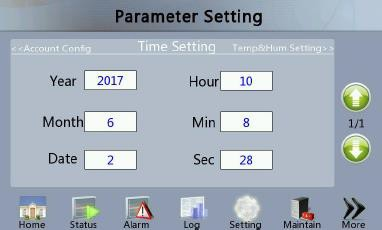 Parameter Setting
<<Account Config Time Setting Temp&Hum Setting>>
Year 2017 Hour 10
Month 6 Min 8
1/1
Date 2 Sec 28
Home Status Alarm Log Setting Maintain More